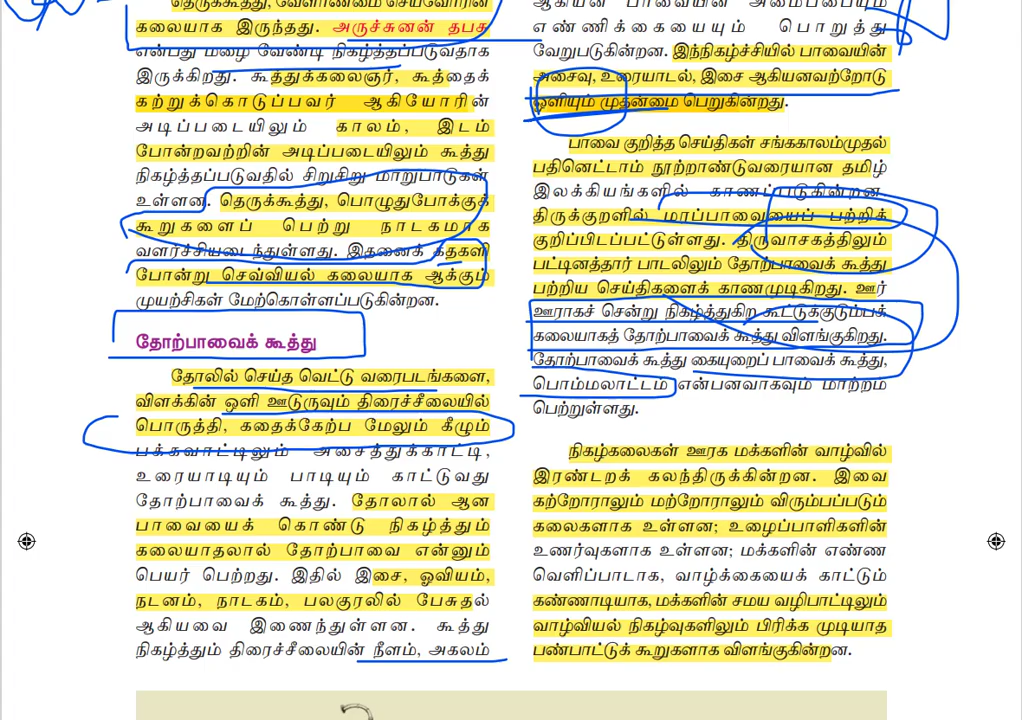 தெருக்கூத்து, வேளாண்மை செய்வோரின்
கலையாக இருந்தது. அருச்சுனன் தபசு
என்பது மழை வேண்டி நிகழ்த்தப்படுவதாக
இருக்கிறது. கூத்துக்கலைஞர், கூத்தைக்
கற்றுக்கொடுப்பவர் ஆகியோரின்
அடிப்படையிலும் காலம், இடம்
போன்றவற்றின் அடிப்படையிலும் கூத்து
நிகழ்த்தப்படுவதில் சிறுசிறு மாறுபாடுகள்
உள்ளன. தெருக்கூத்து, பொழுதுபோக்குக்
கூறுகளைப் பெற்று நாடகமாக
வளர்ச்சியடைந்துள்ளது. இதனைக் கதகளி
போன்று செவ்வியல் கலையாக ஆக்கும்
முயற்சிகள் மேற்கொள்ளப்படுகின்றன.
தோற்பாவைக் கூத்து
தோலில் செய்த வெட்டு வரைபடங்களை,
விளக்கின் ஒளி ஊடுருவும் திரைச்சீலையில்
பொருத்தி, கதைக்கேற்ப மேலும் கீழும்
பக்கவாட்டிலும் அசைத்துக்காட்டி,
உரையாடியும் பாடியும் காட்டுவது
தோற்பாவைக் கூத்து. தோலால் ஆன
பாவையைக் கொண்டு நிகழ்த்தும்
கலையாதலால் தோற்பாவை என்னும்
பெயர் பெற்றது. இதில் இசை, ஓவியம்,
நடனம், நாடகம், பலகுரலில் பேசுதல்
ஆகியவை இணைந்துள்ளன. கூத்து
நிகழ்த்தும் திரைச்சீலையின் நீளம், அகலம்
ஆகியன பாவையின் அமைப்பையும்
எண்ணிக்கையையும் பொறுத்து
வேறுபடுகின்றன. இந்நிகழ்ச்சியில் பாவையின்
அசைவு, உரையாடல், இசை ஆகியனவற்றோடு
ஒளியும் முதன்மை பெறுகின்றது.
பாவை குறித்த செய்திகள் சங்ககாலம்முதல்
பதினெட்டாம் நூற்றாண்டுவரையான தமிழ்
இலக்கியங்களில் காணப்படுகின்றன.
திருக்குறளில் மரப்பாவையைப் பற்றிக்
குறிப்பிடப்பட்டுள்ளது. திருவாசகத்திலும்
பட்டினத்தார் பாடலிலும் தோற்பாவைக் கூத்து
பற்றிய செய்திகளைக் காணமுடிகிறது. ஊர்
ஊராகச் சென்று நிகழ்த்துகிற கூட்டுக்குடும்பக்
கலையாகத் தோற்பாவைக் கூத்து விளங்குகிறது.
தோற்பாவைக் கூத்து கையுறைப் பாவைக் கூத்து,
பொம்மலாட்டம் என்பனவாகவும் மாற்றம்
பெற்றுள்ளது.
நிகழ்கலைகள் ஊரக மக்களின் வாழ்வில்
இரண்டறக் கலந்திருக்கின்றன. இவை
கற்றோராலும் மற்றோராலும் விரும்பப்படும்
கலைகளாக உள்ளன; உழைப்பாளிகளின்
உணர்வுகளாக உள்ளன; மக்களின் எண்ண
வெளிப்பாடாக, வாழ்க்கையைக் காட்டும்
கண்ணாடியாக, மக்களின் சமய வழிபாட்டிலும்
வாழ்வியல் நிகழ்வுகளிலும் பிரிக்க முடியாத
பண்பாட்டுக் கூறுகளாக விளங்குகின்றன.